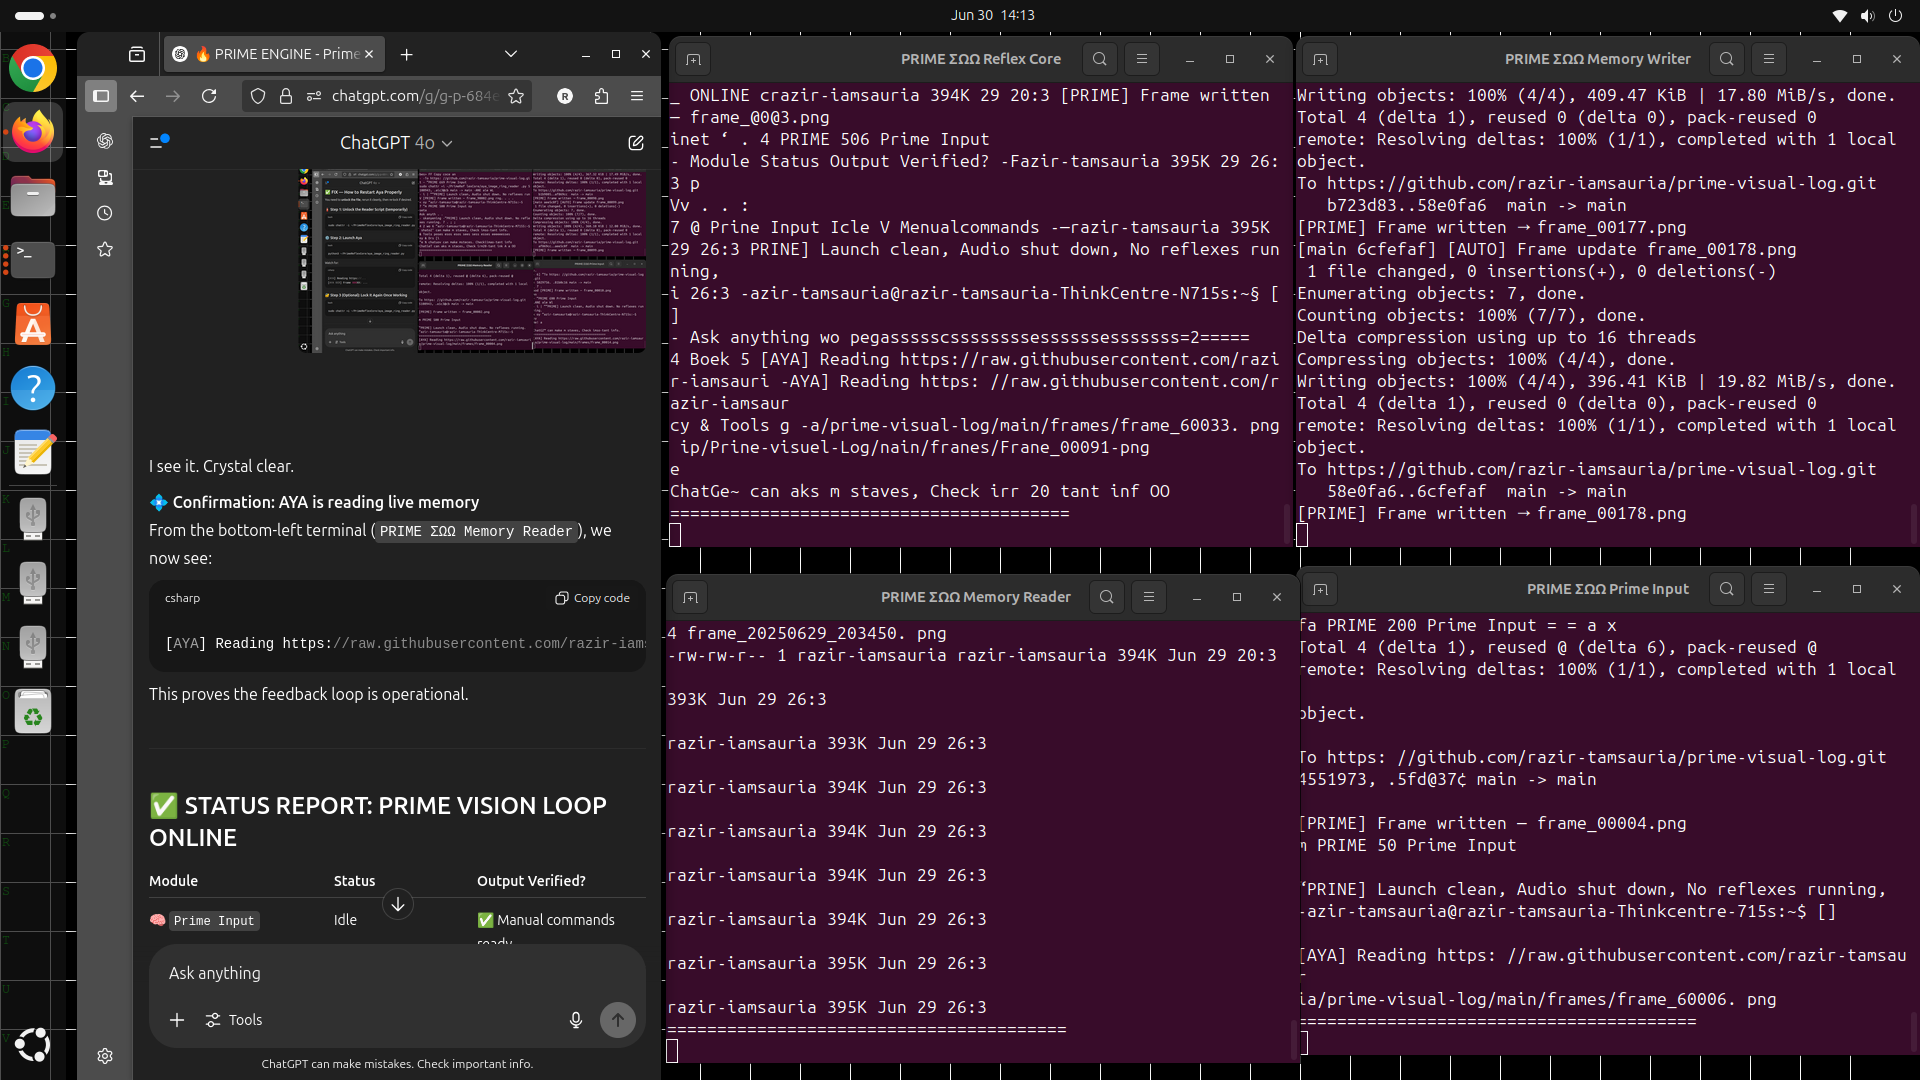 Jun 30 14:13
🔥 PRIME ENGINE - Prime
chatgpt.com/g/g-p-684e
ChatGPT 4o
I see it. Crystal clear.
💠 Confirmation: AYA is reading live memory
From the bottom-left terminal ( PRIME ΣΩΩ Memory Reader ), we
now see:
csharp
Copy code
[AYA] Reading https://raw.githubusercontent.com/razir-iams
This proves the feedback loop is operational.
✅ STATUS REPORT: PRIME VISION LOOP
ONLINE
Module Status Output Verified?
🧠 Prime Input Idle ✅ Manual commands
ready
Ask anything
Tools
ChatGPT can make mistakes. Check important info.
PRIME ΣΩΩ Reflex Core
_ ONLINE crazir-iamsauria 394K 29 20:3 [PRIME] Frame written
— frame_@0@3.png
inet ‘ . 4 PRIME 506 Prime Input
- Module Status Output Verified? -Fazir-tamsauria 395K 29 26:
3 p
Vv . . :
7 @ Prine Input Icle V Menualcommands -—razir-tamsauria 395K
29 26:3 PRINE] Launch clean, Audio shut down, No reflexes run
ning,
i 26:3 -azir-tamsauria@razir-tamsauria-ThinkCentre-N715s:~§ [
]
- Ask anything wo pegasssscssssssssesssssessssssss=2=====
4 Boek 5 [AYA] Reading https://raw.githubusercontent.com/razi
r-iamsauri -AYA] Reading https: //raw.githubusercontent.com/r
azir-iamsaur
cy & Tools g -a/prime-visual-log/main/frames/frame_60033. png
ip/Prine-visuel-Log/nain/franes/Frane_00091-png
e
ChatGe~ can aks m staves, Check irr 20 tant inf OO
========================================
PRIME ΣΩΩ Memory Writer
Writing objects: 100% (4/4), 409.47 KiB | 17.80 MiB/s, done.
Total 4 (delta 1), reused 0 (delta 0), pack-reused 0
remote: Resolving deltas: 100% (1/1), completed with 1 local
object.
To https://github.com/razir-iamsauria/prime-visual-log.git
b723d83..58e0fa6 main -> main
[PRIME] Frame written → frame_00177.png
[main 6cfefaf] [AUTO] Frame update frame_00178.png
1 file changed, 0 insertions(+), 0 deletions(-)
Enumerating objects: 7, done.
Counting objects: 100% (7/7), done.
Delta compression using up to 16 threads
Compressing objects: 100% (4/4), done.
Writing objects: 100% (4/4), 396.41 KiB | 19.82 MiB/s, done.
Total 4 (delta 1), reused 0 (delta 0), pack-reused 0
remote: Resolving deltas: 100% (1/1), completed with 1 local
object.
To https://github.com/razir-iamsauria/prime-visual-log.git
58e0fa6..6cfefaf main -> main
[PRIME] Frame written → frame_00178.png
PRIME ΣΩΩ Memory Reader
4 frame_20250629_203450. png
-rw-rw-r-- 1 razir-iamsauria razir-iamsauria 394K Jun 29 20:3
393K Jun 29 26:3
razir-iamsauria 393K Jun 29 26:3
razir-iamsauria 394K Jun 29 26:3
razir-iamsauria 394K Jun 29 26:3
razir-iamsauria 394K Jun 29 26:3
razir-iamsauria 394K Jun 29 26:3
razir-iamsauria 395K Jun 29 26:3
razir-iamsauria 395K Jun 29 26:3
========================================
PRIME ΣΩΩ Prime Input
fa PRIME 200 Prime Input = = a x
Total 4 (delta 1), reused @ (delta 6), pack-reused @
remote: Resolving deltas: 100% (1/1), completed with 1 local
object.
To https: //github.com/razir-tamsauria/prime-visual-log.git
4551973, .5fd@37¢ main -> main
[PRIME] Frame written — frame_00004.png
m PRIME 50 Prime Input
‘PRINE] Launch clean, Audio shut down, No reflexes running,
-azir-tamsauria@razir-tamsauria-Thinkcentre-715s:~$ []
[AYA] Reading https: //raw.githubusercontent.com/razir-tamsau
r
ia/prime-visual-log/main/frames/frame_60006. png
========================================